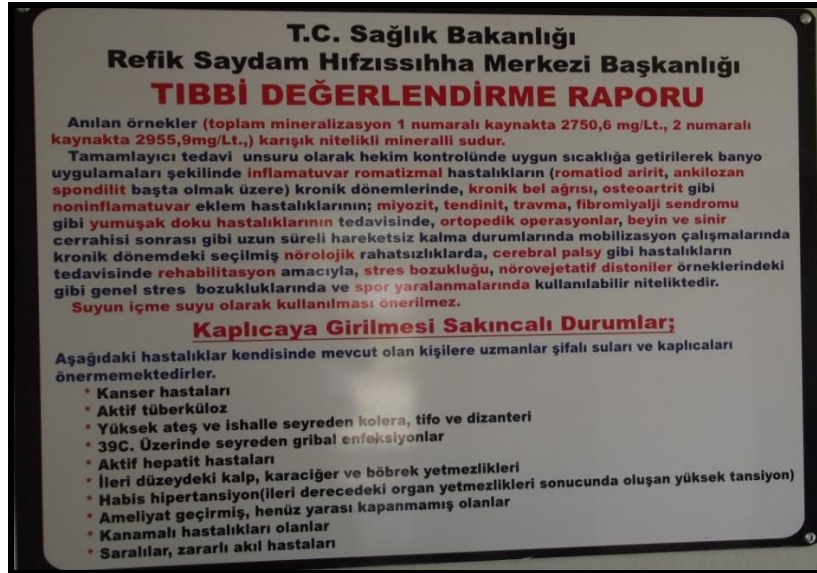 T.C. Sağlık Bakanlığı
Refik Saydam Hıfzıssıhha Merkezi Başkanlığı
TIBBİ DEĞERLENDİRME RAPORU
Anılan örnekler (toplam mineralizasyon 1 numaralı kaynakta 2750,6 mg/Lt., 2 numaralı
kaynakta 2955,9mg/Lt.,) karışık nitelikli mineralli sudur.
Tamamlayıcı tedavi unsuru olarak hekim kontrolünde uygun sıcaklığa getirilerek banyo
uygulamaları şekilinde inflamatuvar romatizmal hastalıkların (romatiod aririt, ankilozan
spondilit başta olmak üzere) kronik dönemlerinde, kronik bel ağrısı, osteoartrit gibi
noninflamatuvar eklem hastalıklarının; miyozit, tendinit, travma, fibromiyalji sendromu
gibi yumuşak doku hastalıklarının tedavisinde, ortopedik operasyonlar, beyin ve sinir
cerrahisi sonrası gibi uzun süreli hareketsiz kalma durumlarında mobilizasyon çalışmalarında
kronik dönemdeki seçilmiş nörolojik rahatsızlıklarda, cerebral palsy gibi hastalıkların
tedavisinde rehabilitasyon amacıyla, stres bozukluğu, nörovejetatif distoniler örneklerindeki
gibi genel stres bozukluklarında ve spor yaralanmalarında kullanılabilir niteliktedir.
Suyun içme suyu olarak kullanılması önerilmez.
Kaplıcaya Girilmesi Sakıncalı Durumlar;
Aşağıdaki hastalıklar kendisinde mevcut olan kişilere uzmanlar şifalı suları ve kaplıcaları
önermemektedirler.
* Kanser hastaları
* Aktif tüberküloz
* Yüksek ateş ve ishalle seyreden kolera, tifo ve dizanteri
* 39C. Üzerinde seyreden gribal enfeksiyonlar
* Aktif hepatit hastaları
* İleri düzeydeki kalp, karaciğer ve böbrek yetmezlikleri
* Habis hipertansiyon(ileri derecedeki organ yetmezlikleri sonucunda oluşan yüksek tansiyon)
* Ameliyat geçirmiş, henüz yarası kapanmamış olanlar
* Kanamalı hastalıkları olanlar
* Saralılar, zararlı akıl hastaları